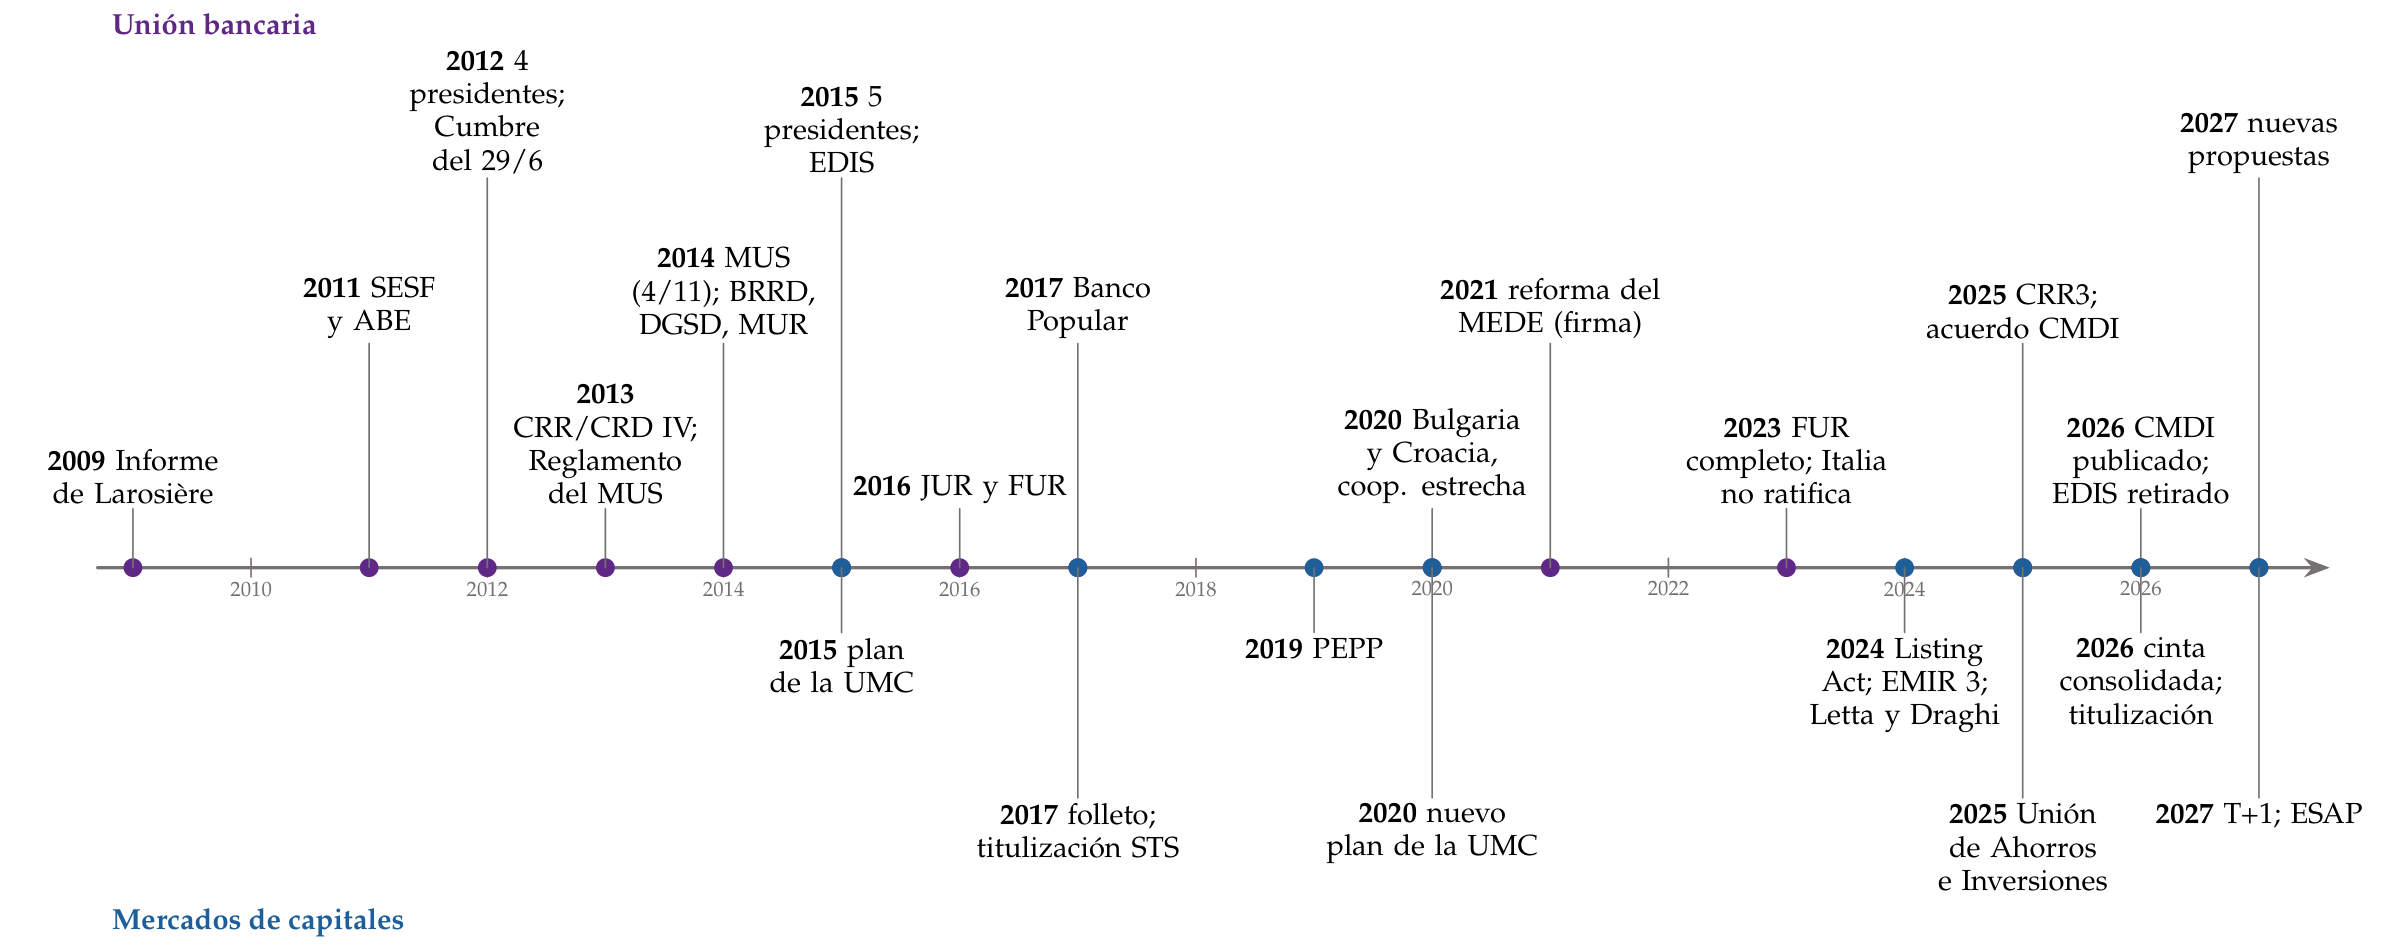 Unión bancaria
2012 4
presidentes;
Cumbre
del 29/6
2015 5
presidentes;
EDIS
2027 nuevas
propuestas
2011 SESF
y ABE
2014 MUS
(4/11); BRRD,
DGSD, MUR
2017 Banco
Popular
2021 reforma del
MEDE (firma)
2025 CRR3;
acuerdo CMDI
2009 Informe
de Larosière
2013
CRR/CRD IV;
Reglamento
del MUS
2016 JUR y FUR
2020 Bulgaria
y Croacia,
coop. estrecha
2023 FUR
completo; Italia
no ratifica
2026 CMDI
publicado;
EDIS retirado
2010
2012
2014
2016
2018
2020
2022
2024
2026
2015 plan
de la UMC
2019 PEPP
2024 Listing
Act; EMIR 3;
Letta y Draghi
2026 cinta
consolidada;
titulización
2017 folleto;
titulización STS
2020 nuevo
plan de la UMC
2025 Unión
de Ahorros
e Inversiones
2027 T+1; ESAP
Mercados de capitales